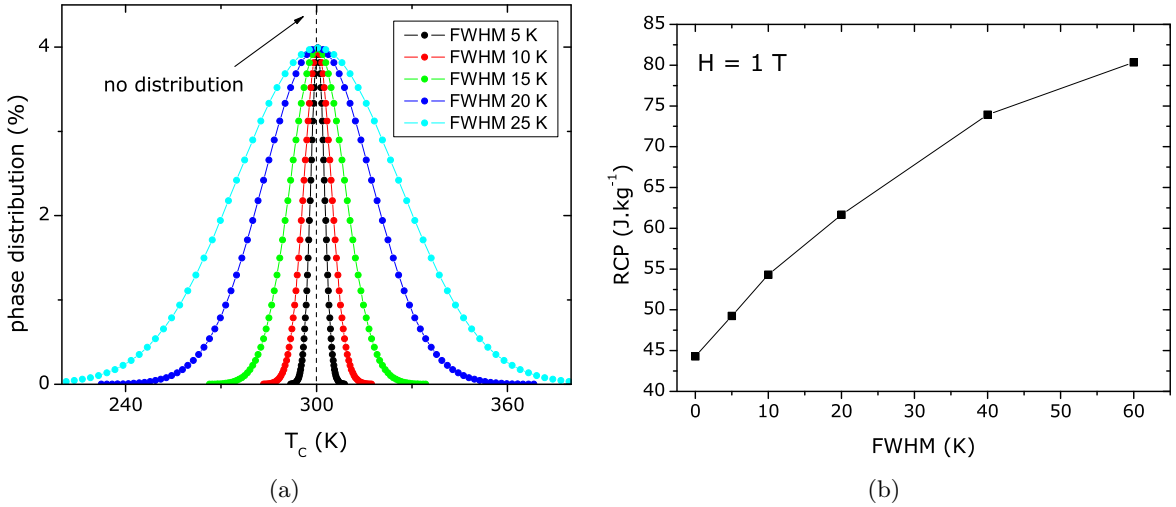 4
2
0
240
300
360
phase distribution (%)
T_C (K)
no distribution
FWHM 5 K
FWHM 10 K
FWHM 15 K
FWHM 20 K
FWHM 25 K
(a)
85
80
75
70
65
60
55
50
45
40
0
10
20
30
40
50
60
RCP (J.kg⁻¹)
FWHM (K)
H = 1 T
(b)